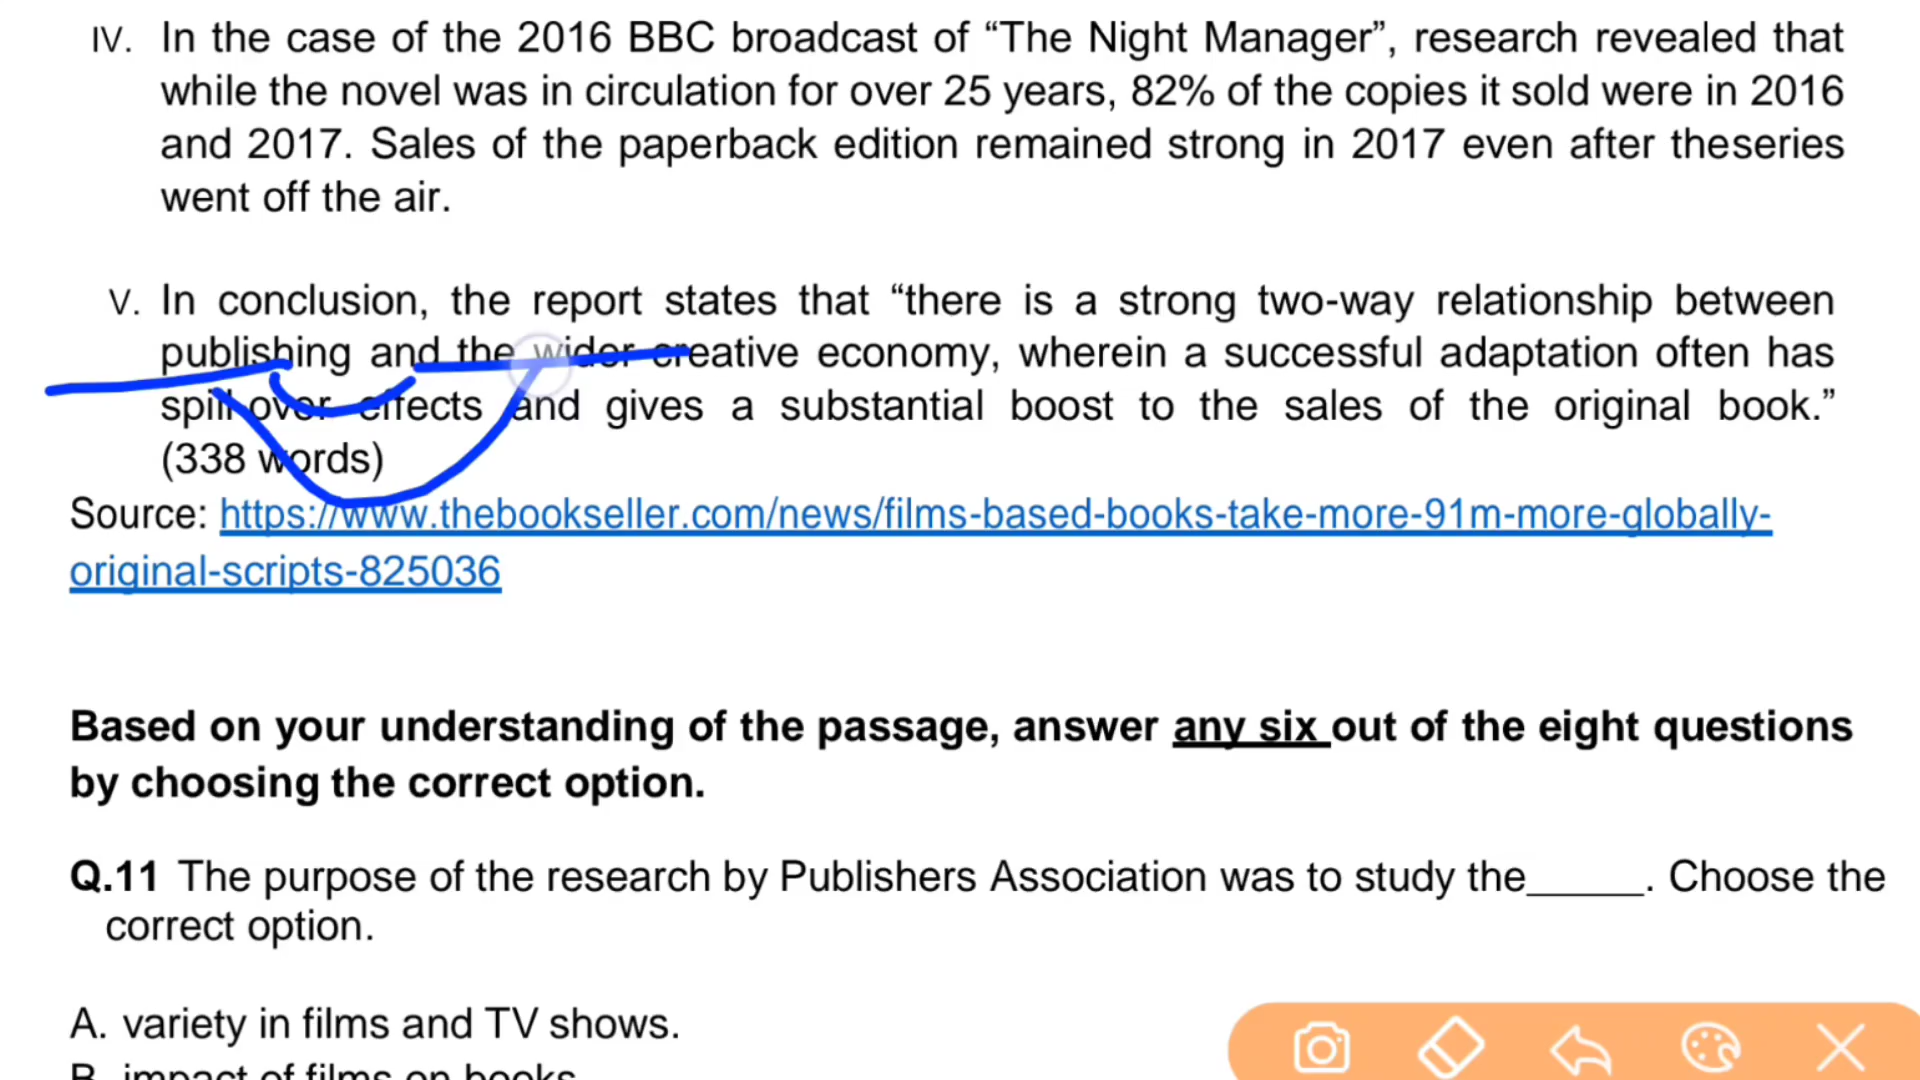 IV. In the case of the 2016 BBC broadcast of “The Night Manager”, research revealed that
while the novel was in circulation for over 25 years, 82% of the copies it sold were in 2016
and 2017. Sales of the paperback edition remained strong in 2017 even after theseries
went off the air.
V. In conclusion, the report states that “there is a strong two-way relationship between
publishing and the wider creative economy, wherein a successful adaptation often has
spill over effects and gives a substantial boost to the sales of the original book.”
(338 words)
Source: https://www.thebookseller.com/news/films-based-books-take-more-91m-more-globally-
original-scripts-825036
Based on your understanding of the passage, answer any six out of the eight questions
by choosing the correct option.
Q.11 The purpose of the research by Publishers Association was to study the_____. Choose the
correct option.
A. variety in films and TV shows.
B. impact of films on books